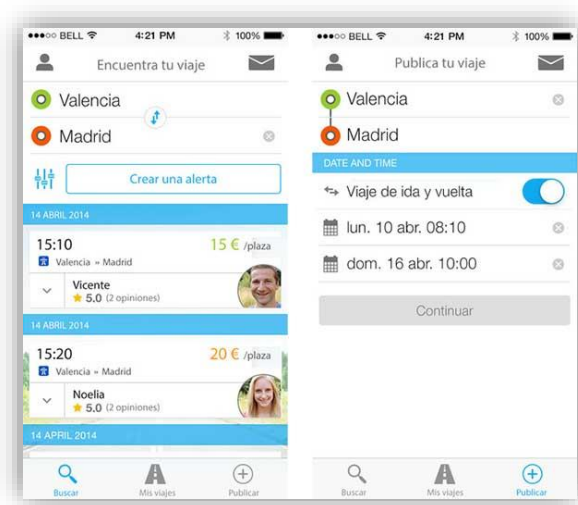 BELL 4:21 PM 100%
Encuentra tu viaje
Valencia
Madrid
Crear una alerta
14 ABRIL 2014
15:10 15 € /plaza
Valencia » Madrid
Vicente
5.0 (2 opiniones)
14 ABRIL 2014
15:20 20 € /plaza
Valencia » Madrid
Noelia
5.0 (2 opiniones)
14 APRIL 2014
Buscar Mis viajes Publicar
BELL 4:21 PM 100%
Publica tu viaje
Valencia
Madrid
DATE AND TIME
Viaje de ida y vuelta
lun. 10 abr. 08:10
dom. 16 abr. 10:00
Continuar
Buscar Mis viajes Publicar